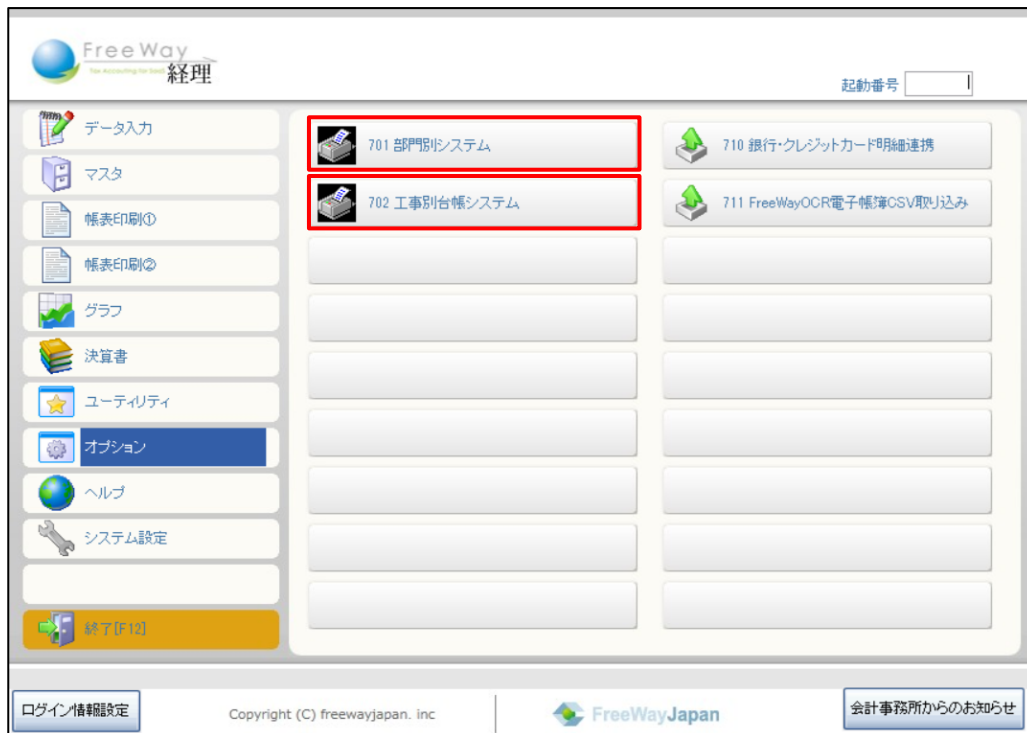 FreeWay
Tax Accounting for SaaS
経理
起動番号
データ入力
マスタ
帳表印刷①
帳表印刷②
グラフ
決算書
ユーティリティ
オプション
ヘルプ
システム設定
終了[F12]
701 部門別システム
702 工事別台帳システム
710 銀行・クレジットカード明細連携
711 FreeWayOCR電子帳簿CSV取り込み
ログイン情報設定
Copyright (C) freewayjapan. inc
FreeWayJapan
会計事務所からのお知らせ